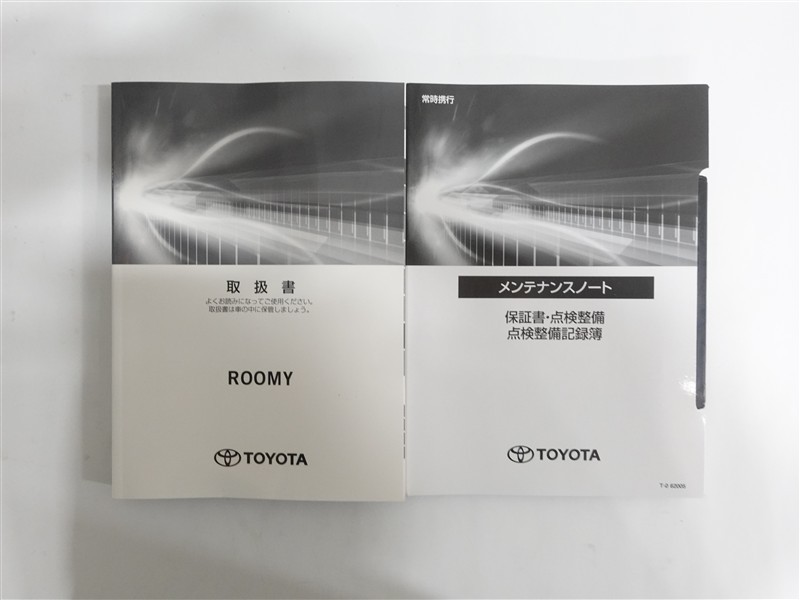 取扱書
よくお読みになってご使用ください。
取扱書は車の中に保管しましょう。
ROOMY
TOYOTA
常時携行
メンテナンスノート
保証書・点検整備
点検整備記録簿
TOYOTA